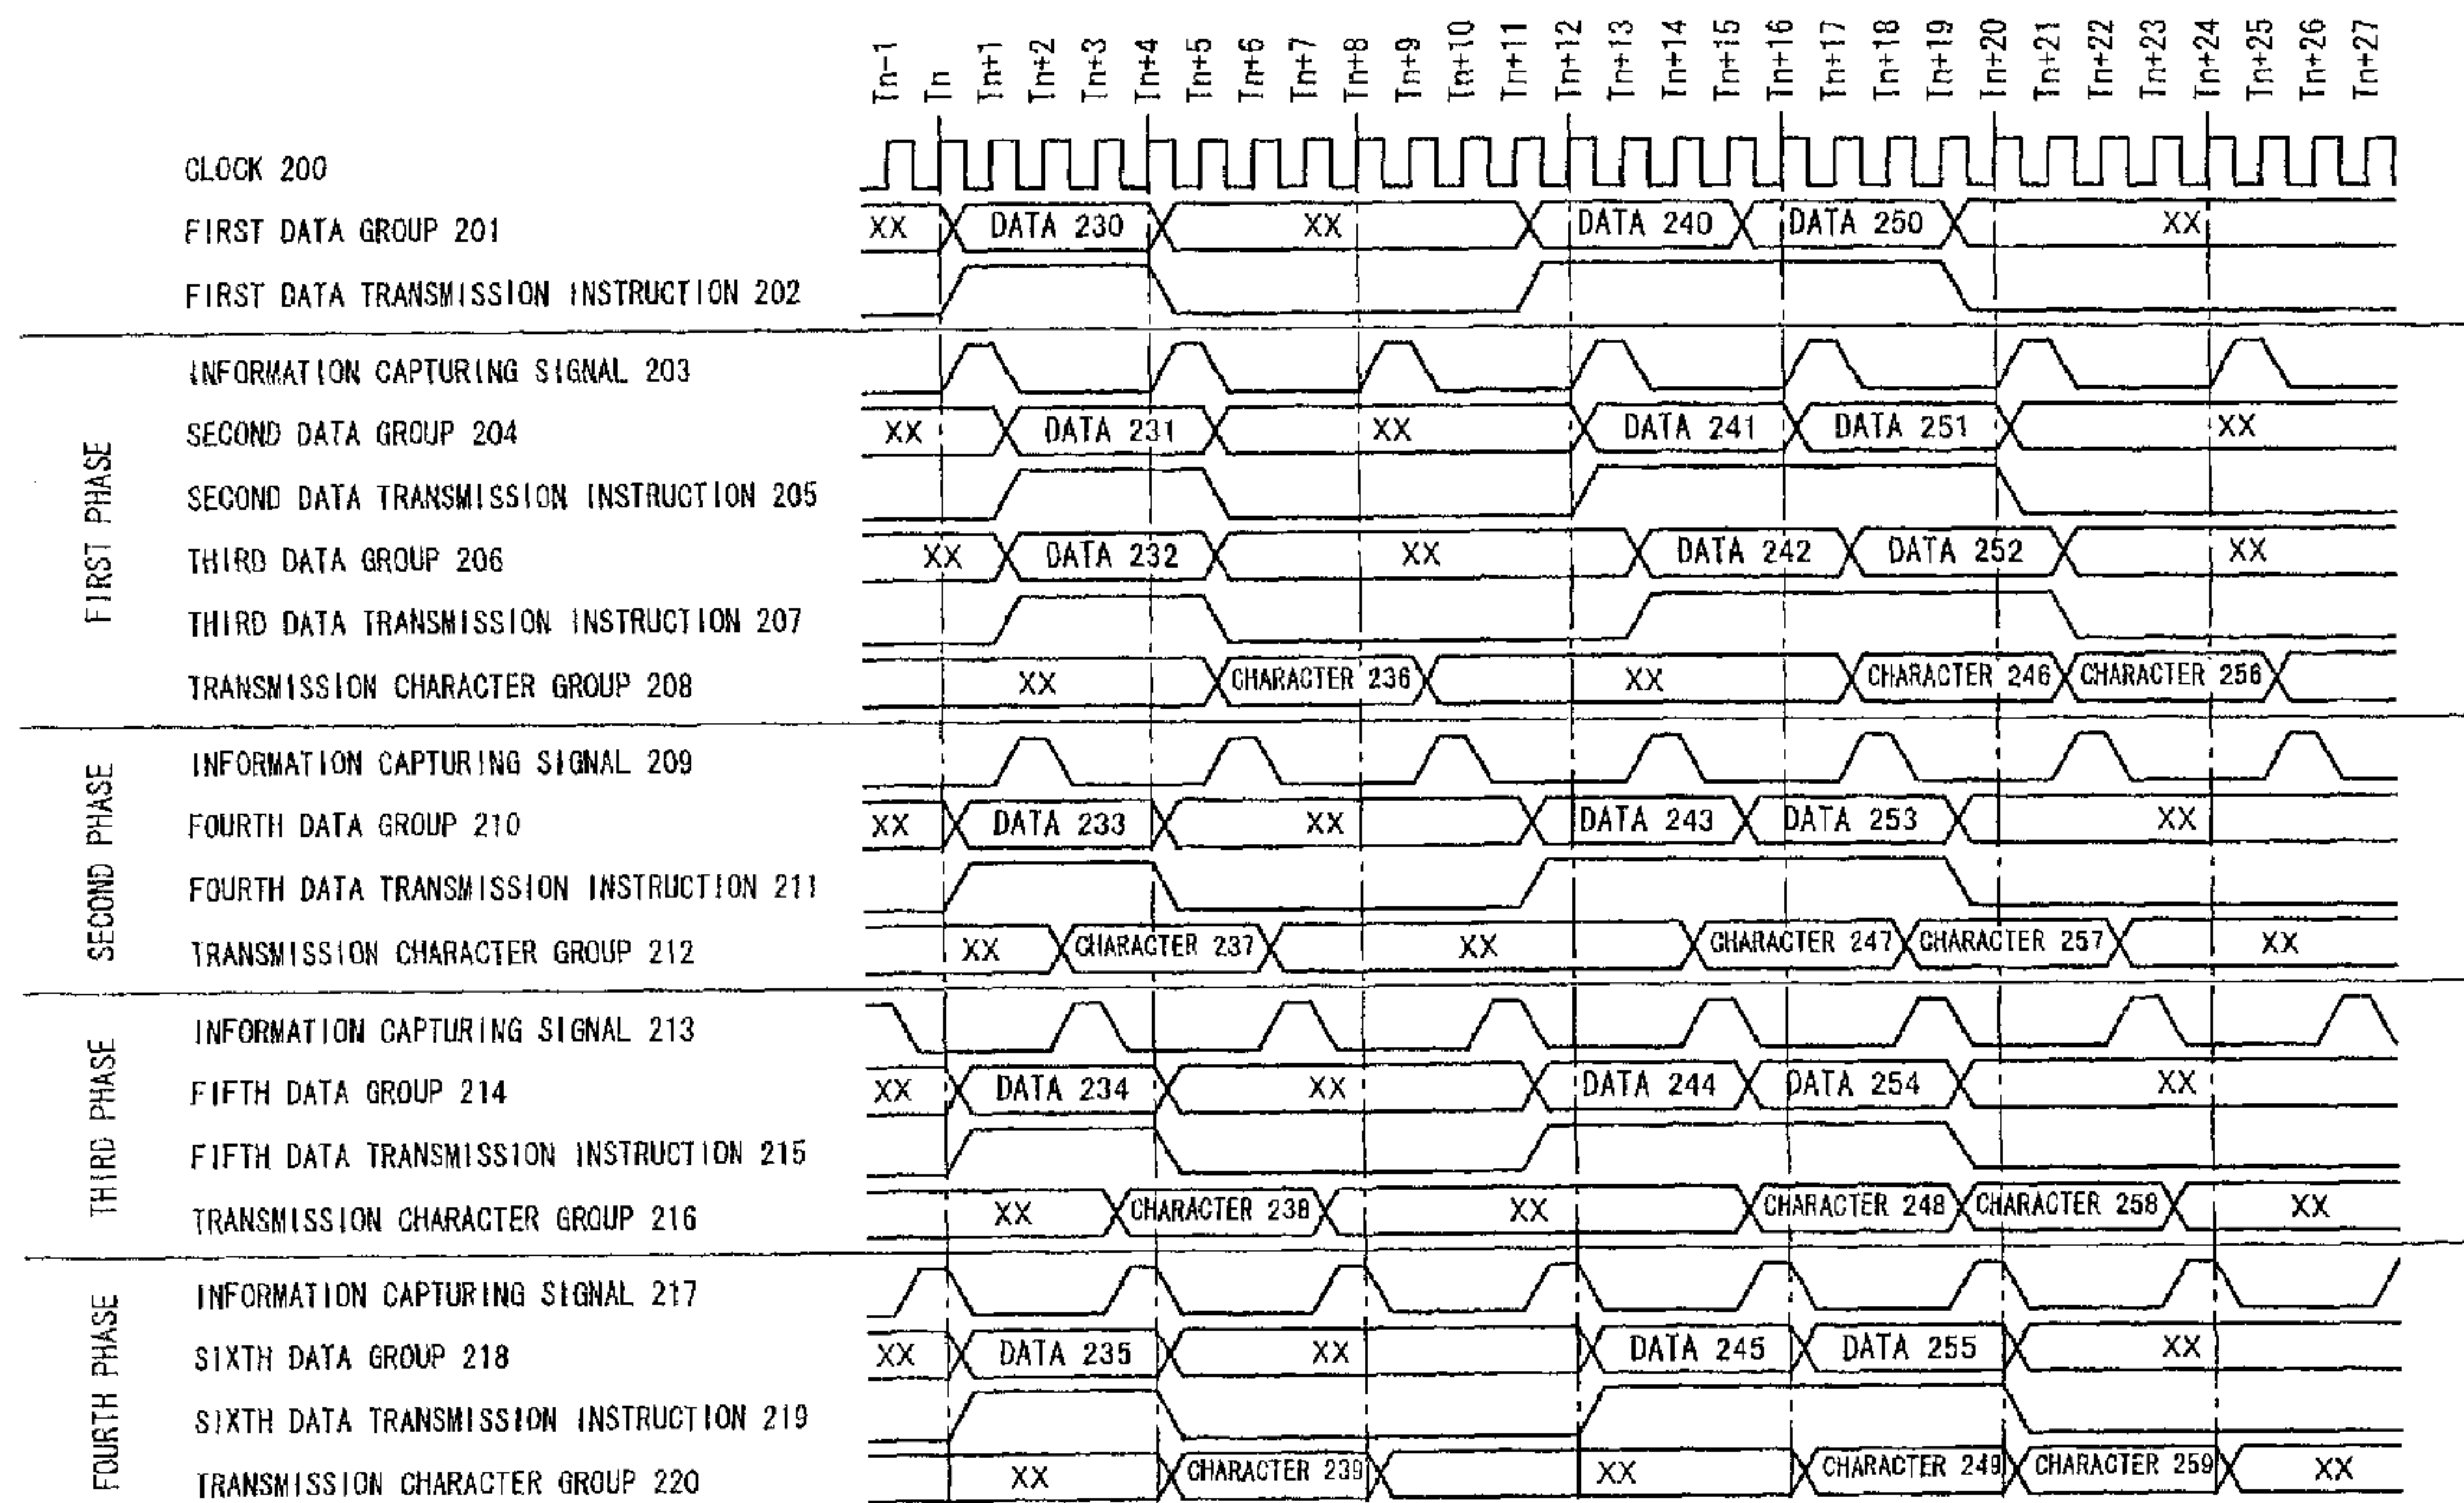 Tn-1 Tn Tn+1 Tn+2 Tn+3 Tn+4 Tn+5 Tn+6 Tn+7 Tn+8 Tn+9 Tn+10 Tn+11 Tn+12 Tn+13 Tn+14 Tn+15 Tn+16 Tn+17 Tn+18 Tn+19 Tn+20 Tn+21 Tn+22 Tn+23 Tn+24 Tn+25 Tn+26 Tn+27
CLOCK 200
FIRST DATA GROUP 201 XX DATA 230 XX DATA 240 DATA 250 XX
FIRST DATA TRANSMISSION INSTRUCTION 202
FIRST PHASE
INFORMATION CAPTURING SIGNAL 203
SECOND DATA GROUP 204 XX DATA 231 XX DATA 241 DATA 251 XX
SECOND DATA TRANSMISSION INSTRUCTION 205
THIRD DATA GROUP 206 XX DATA 232 XX DATA 242 DATA 252 XX
THIRD DATA TRANSMISSION INSTRUCTION 207
TRANSMISSION CHARACTER GROUP 208 XX CHARACTER 236 XX CHARACTER 246 CHARACTER 256
SECOND PHASE
INFORMATION CAPTURING SIGNAL 209
FOURTH DATA GROUP 210 XX DATA 233 XX DATA 243 DATA 253 XX
FOURTH DATA TRANSMISSION INSTRUCTION 211
TRANSMISSION CHARACTER GROUP 212 XX CHARACTER 237 XX CHARACTER 247 CHARACTER 257 XX
THIRD PHASE
INFORMATION CAPTURING SIGNAL 213
FIFTH DATA GROUP 214 XX DATA 234 XX DATA 244 DATA 254 XX
FIFTH DATA TRANSMISSION INSTRUCTION 215
TRANSMISSION CHARACTER GROUP 216 XX CHARACTER 238 XX CHARACTER 248 CHARACTER 258 XX
FOURTH PHASE
INFORMATION CAPTURING SIGNAL 217
SIXTH DATA GROUP 218 XX DATA 235 XX DATA 245 DATA 255 XX
SIXTH DATA TRANSMISSION INSTRUCTION 219
TRANSMISSION CHARACTER GROUP 220 XX CHARACTER 239 XX CHARACTER 249 CHARACTER 259 XX